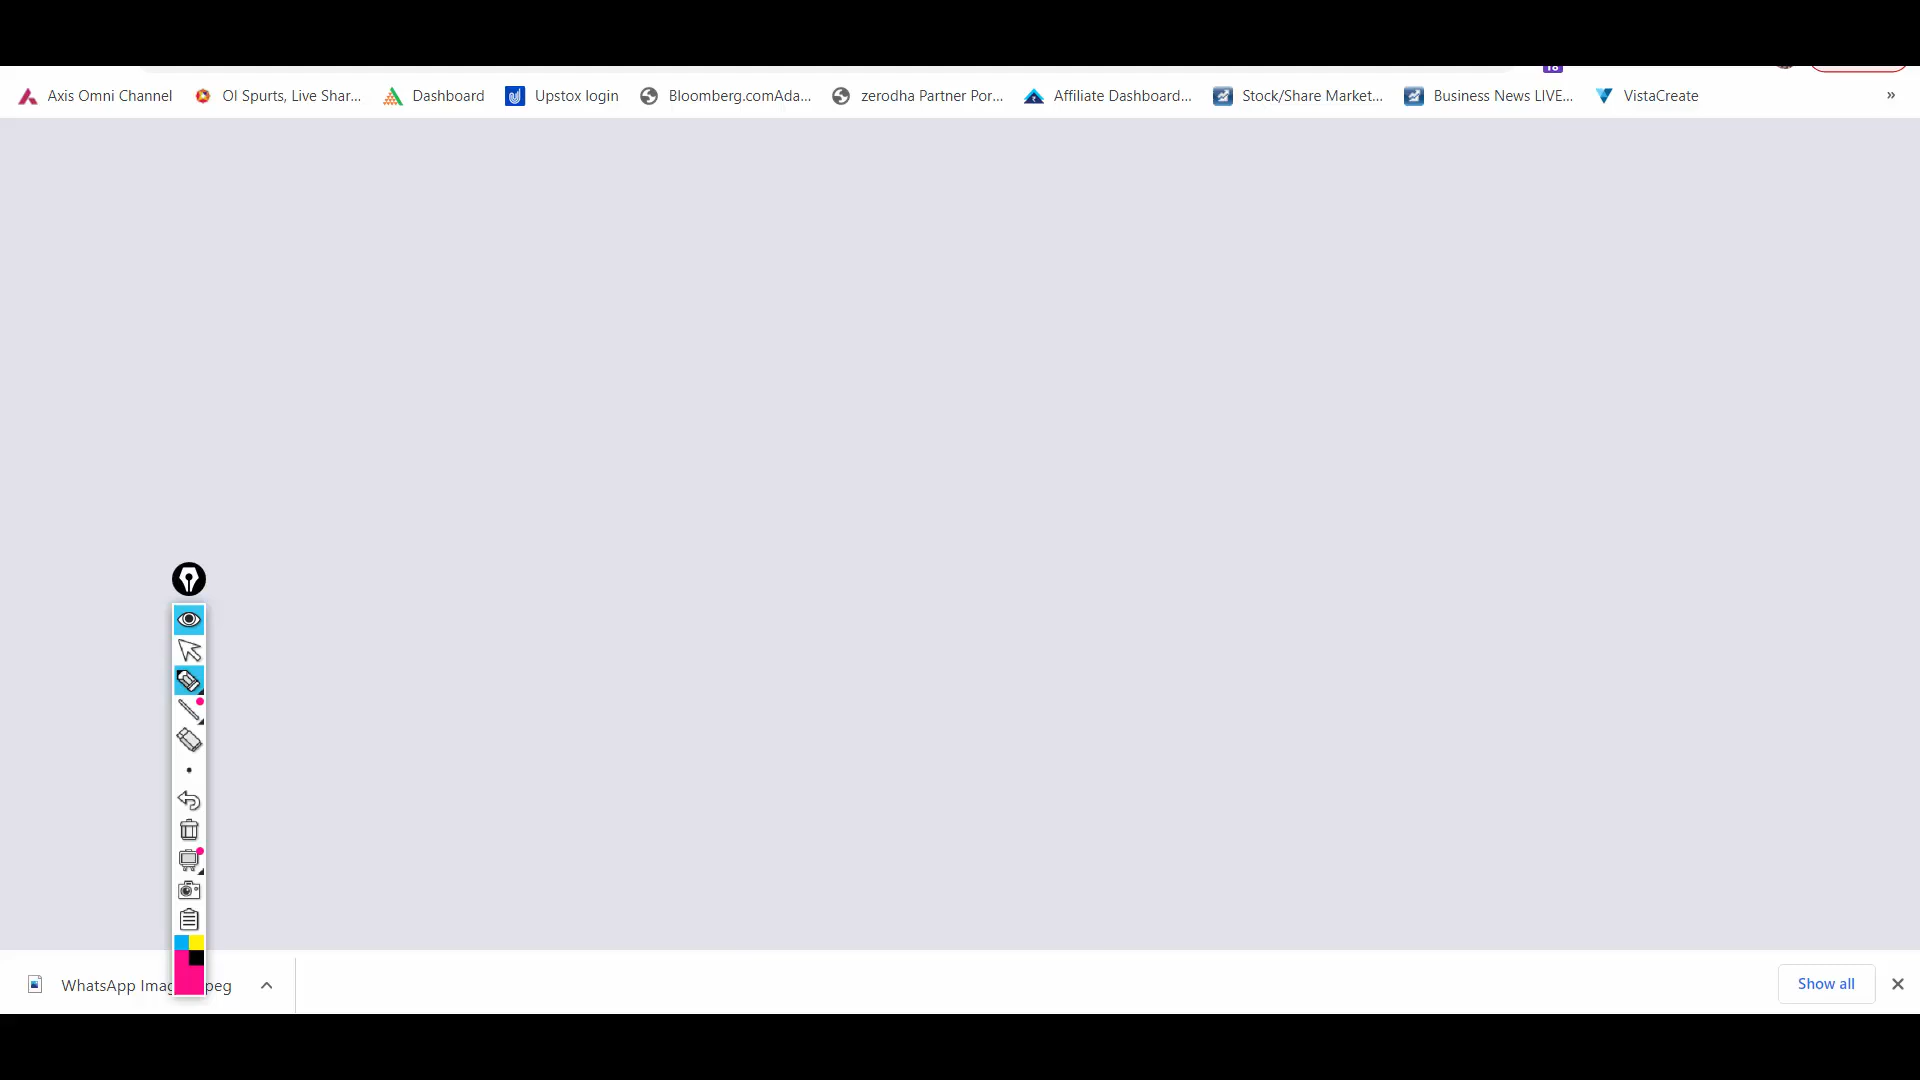 Axis Omni Channel OI Spurts, Live Shar... Dashboard Upstox login Bloomberg.comAda... zerodha Partner Por... Affiliate Dashboard... Stock/Share Market... Business News LIVE... VistaCreate »
WhatsApp Imag peg Show all